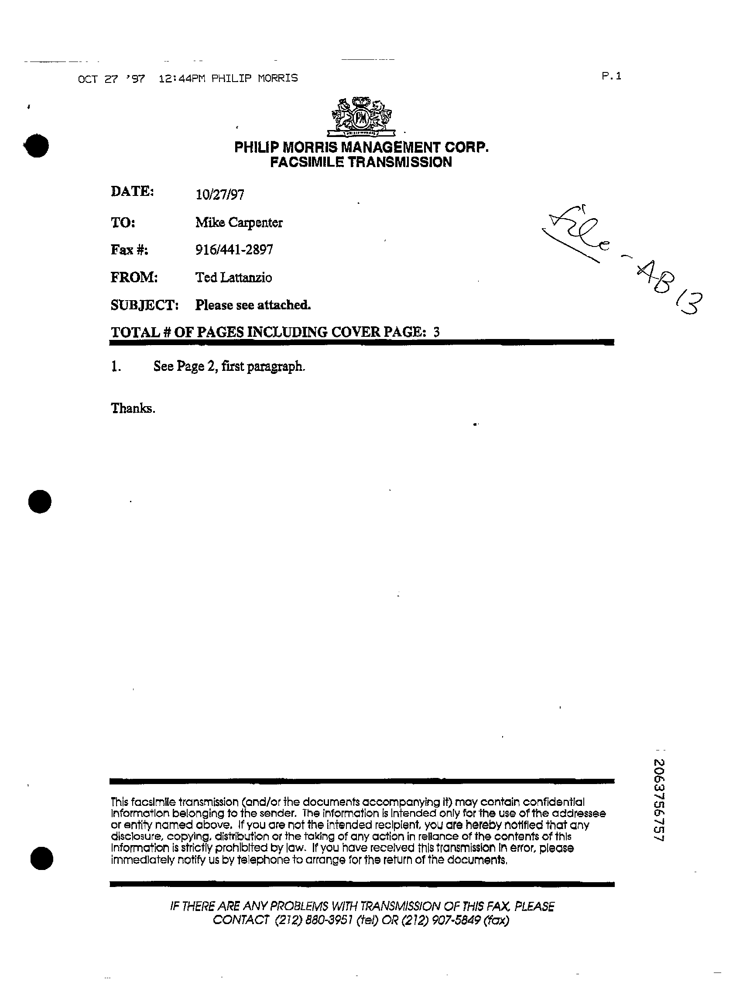 OCT 27 '97 12:44PM PHILIP MORRIS P.1
PM
PHILIP MORRIS MANAGEMENT CORP.
FACSIMILE TRANSMISSION
DATE: 10/27/97
TO: Mike Carpenter
Fax #: 916/441-2897
FROM: Ted Lattanzio
SUBJECT: Please see attached.
TOTAL # OF PAGES INCLUDING COVER PAGE: 3
file - AB 13
1. See Page 2, first paragraph.
Thanks.
This facsimile transmission (and/or the documents accompanying it) may contain confidential
information belonging to the sender. The information is intended only for the use of the addressee
or entity named above. If you are not the intended recipient, you are hereby notified that any
disclosure, copying, distribution or the taking of any action in reliance of the contents of this
information is strictly prohibited by law. If you have received this transmission in error, please
immediately notify us by telephone to arrange for the return of the documents.
IF THERE ARE ANY PROBLEMS WITH TRANSMISSION OF THIS FAX, PLEASE
CONTACT (212) 880-3951 (tel) OR (212) 907-5849 (fax)
2063756757